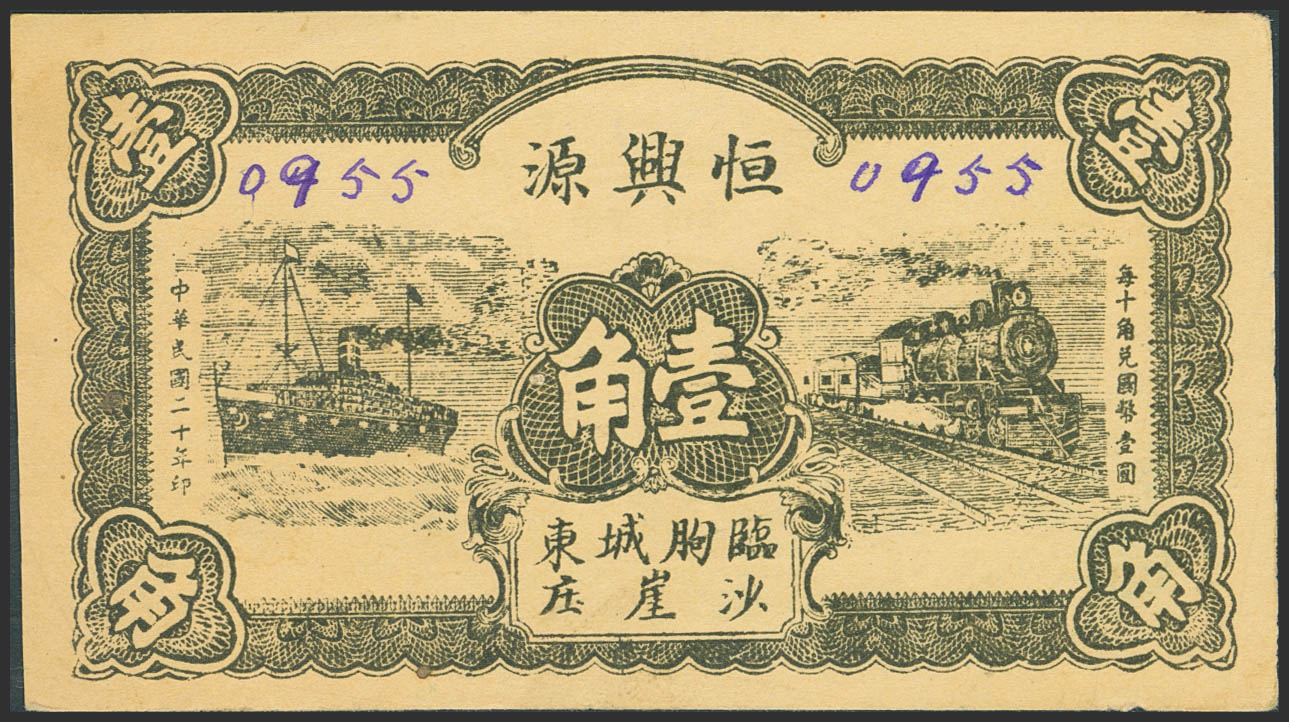 壹
壹
恒興源
0955
0955
每十角兌國幣壹圓
壹角
中華民國二十年印
臨朐城東
沙崖庄
角
角